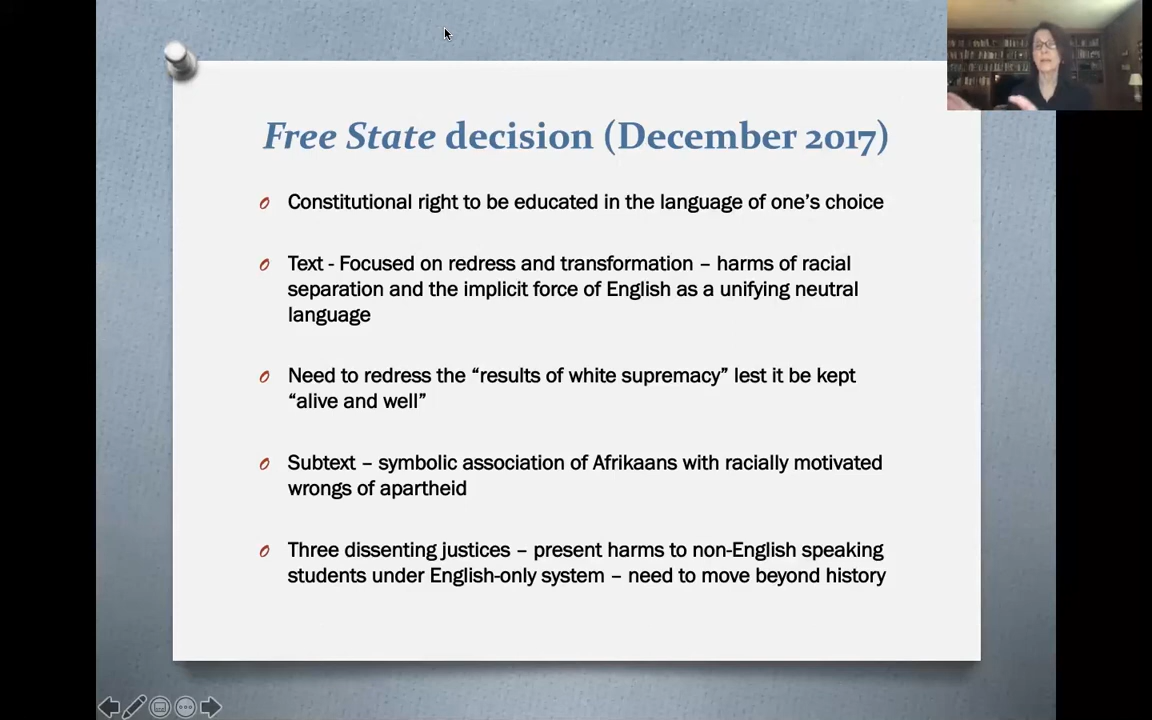 Free State decision (December 2017)
Constitutional right to be educated in the language of one's choice
Text - Focused on redress and transformation – harms of racial
separation and the implicit force of English as a unifying neutral
language
Need to redress the “results of white supremacy” lest it be kept
“alive and well”
Subtext – symbolic association of Afrikaans with racially motivated
wrongs of apartheid
Three dissenting justices – present harms to non-English speaking
students under English-only system – need to move beyond history